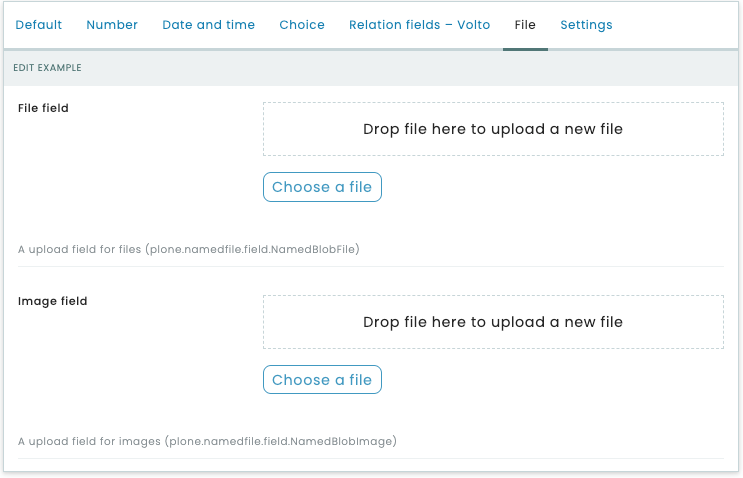 Default Number Date and time Choice Relation fields – Volto File Settings
EDIT EXAMPLE
File field
Drop file here to upload a new file
Choose a file
A upload field for files (plone.namedfile.field.NamedBlobFile)
Image field
Drop file here to upload a new file
Choose a file
A upload field for images (plone.namedfile.field.NamedBlobImage)